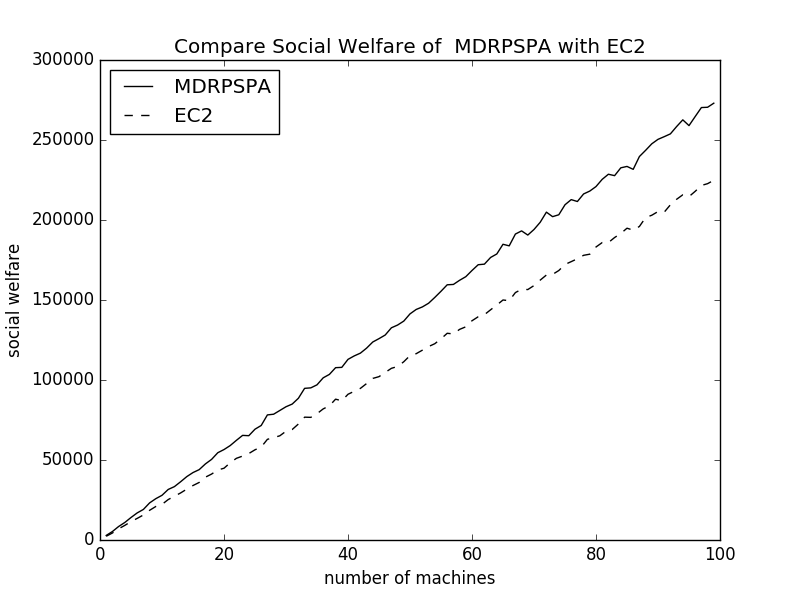 Compare Social Welfare of  MDRPSPA with EC2
300000
250000
200000
150000
100000
50000
0
social welfare
MDRPSPA
EC2
0 20 40 60 80 100
number of machines